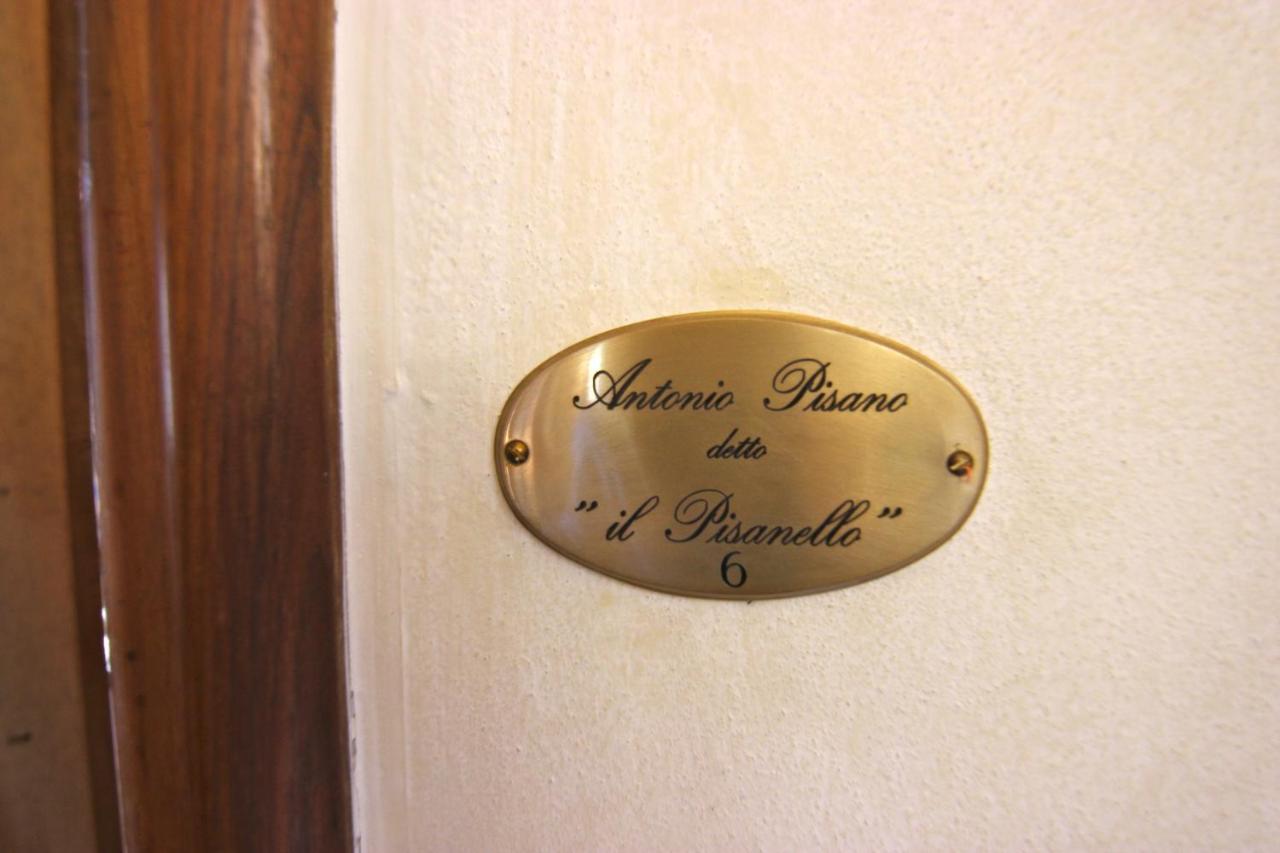 Antonio Pisano
detto
”il Pisanello”
6